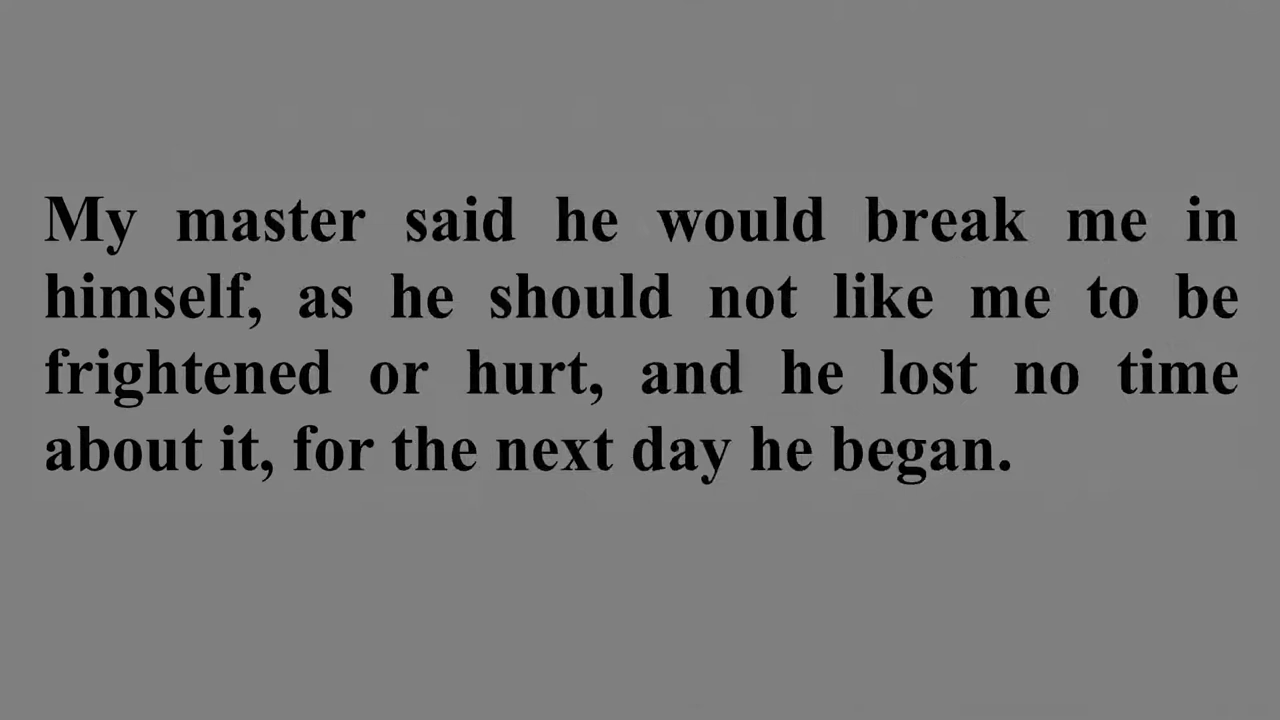 My master said he would break me in
himself, as he should not like me to be
frightened or hurt, and he lost no time
about it, for the next day he began.